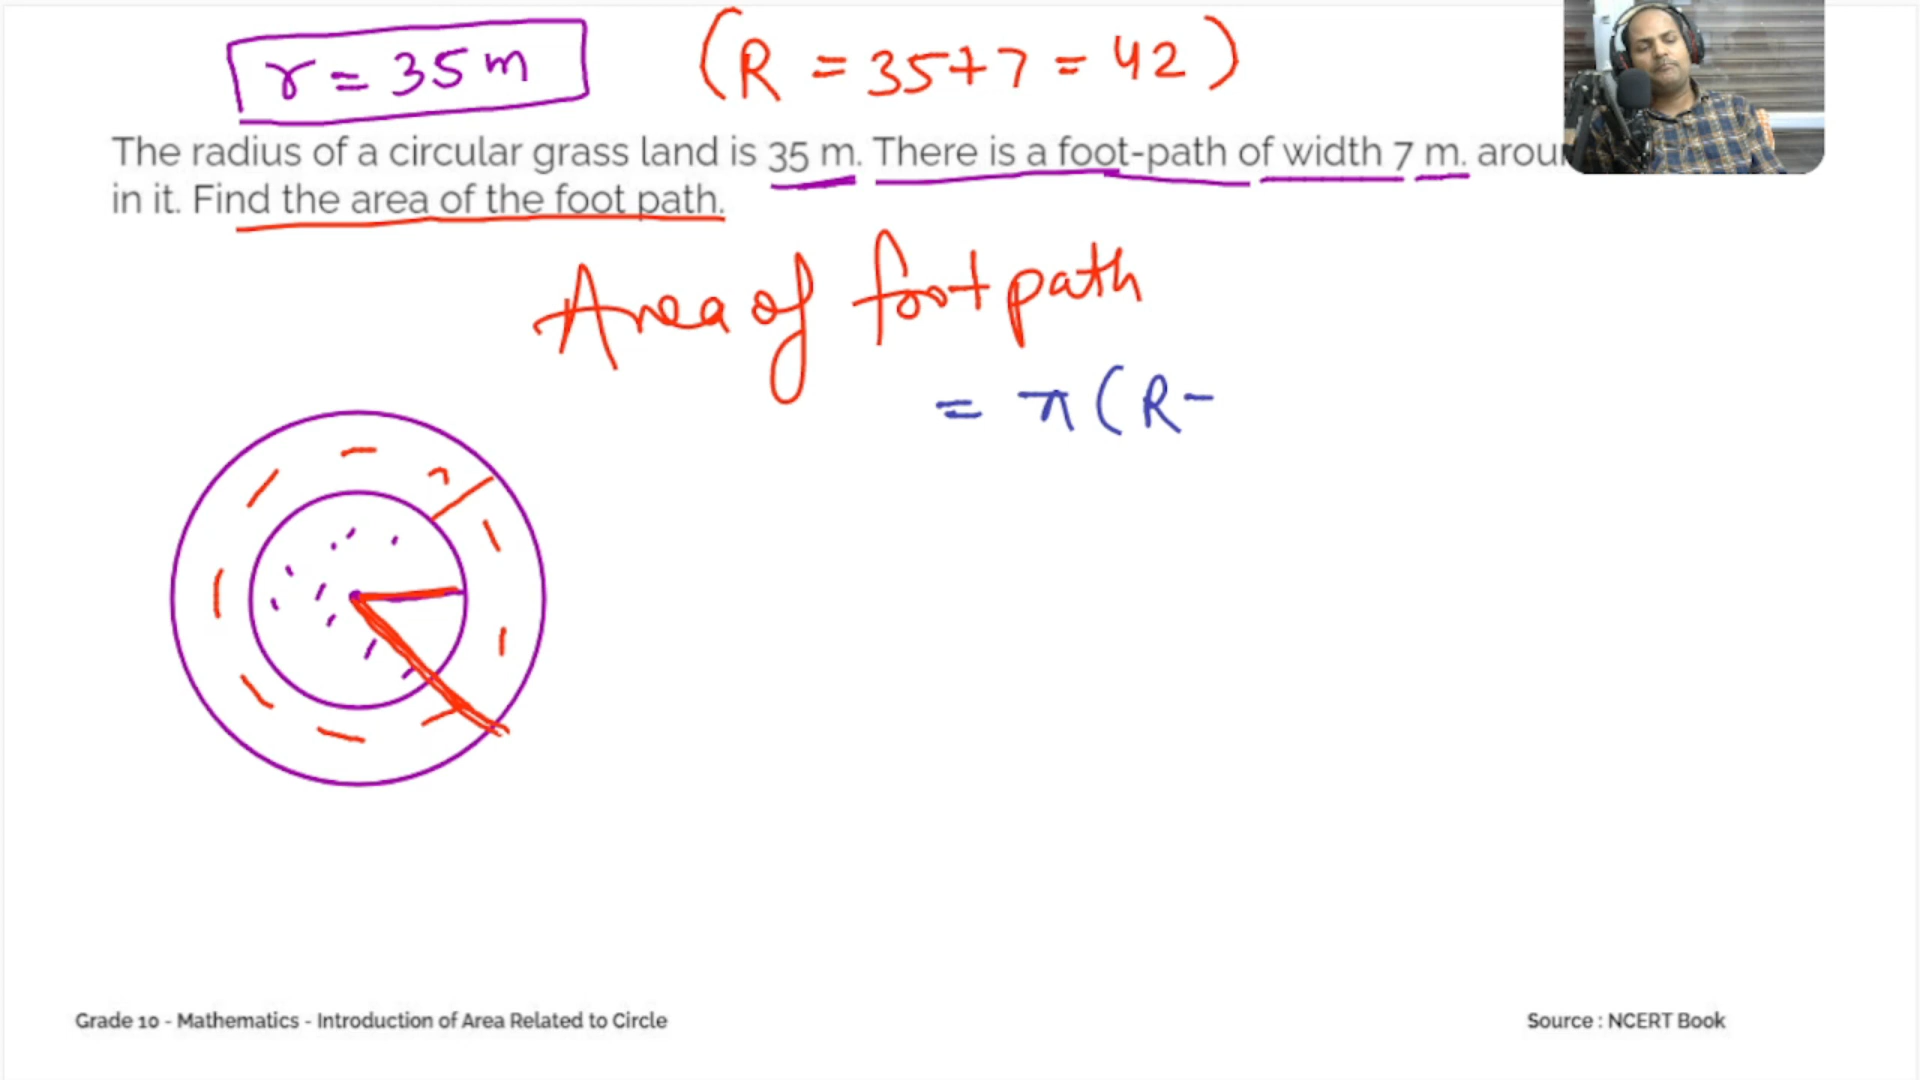 r = 35 m (R = 35+7 = 42)
The radius of a circular grass land is 35 m. There is a foot-path of width 7 m.
in it. Find the area of the foot path.
Area of foot path
= π (R-
7
Grade 10 - Mathematics - Introduction of Area Related to Circle
Source : NCERT Book